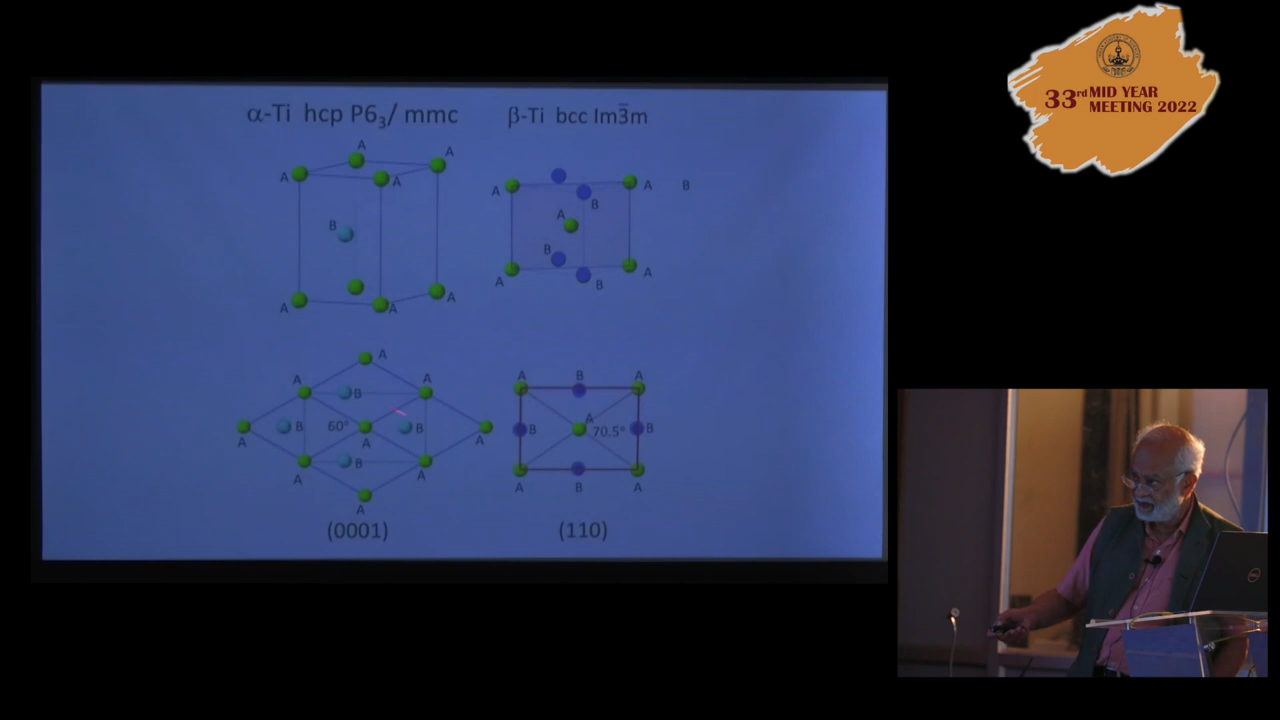 33rd MID YEAR
MEETING 2022
α-Ti hcp P6₃/ mmc
β-Ti bcc Im3̅m
A
A
A
A
B
A
A
A
A
A
B
B
A
B
B
A
A
A
A
A
B
A
B
60°
A
B
A
B
A
A
A
A
B
A
B
A
70.5°
B
A
B
A
(0001)
(110)